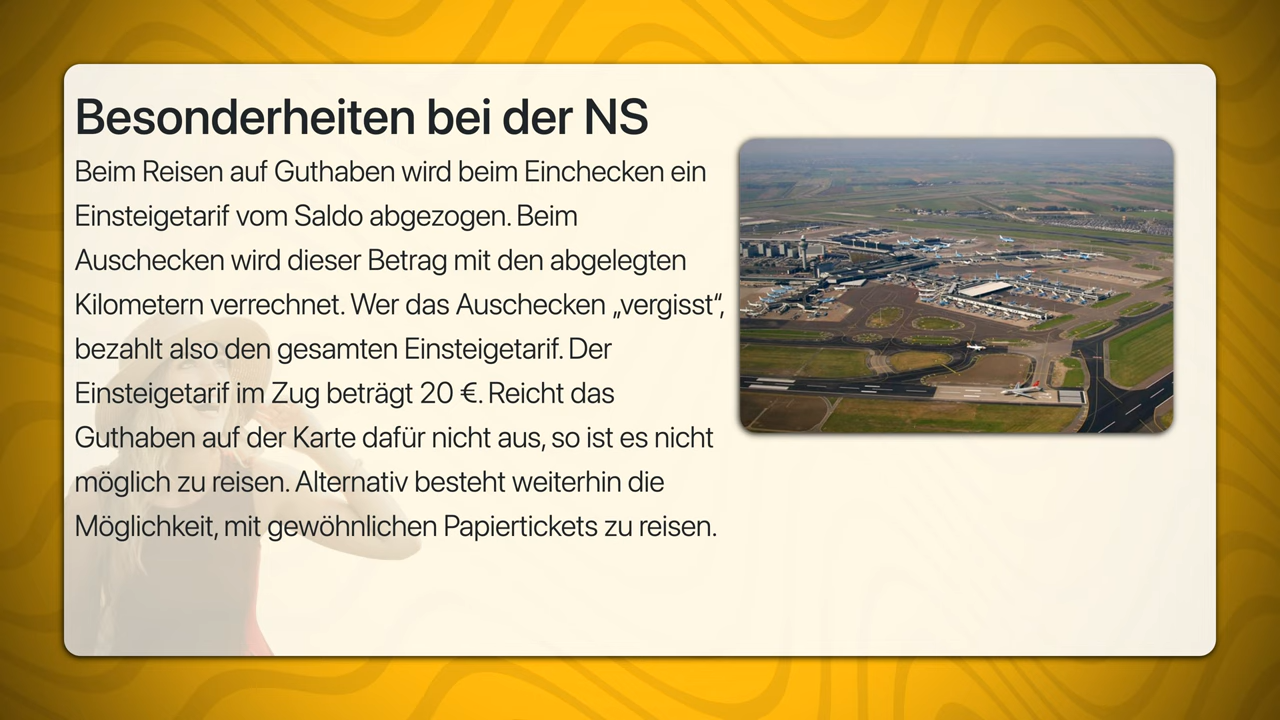 Besonderheiten bei der NS
Beim Reisen auf Guthaben wird beim Einchecken ein
Einsteigetarif vom Saldo abgezogen. Beim
Auschecken wird dieser Betrag mit den abgelegten
Kilometern verrechnet. Wer das Auschecken „vergisst“,
bezahlt also den gesamten Einsteigetarif. Der
Einsteigetarif im Zug beträgt 20 €. Reicht das
Guthaben auf der Karte dafür nicht aus, so ist es nicht
möglich zu reisen. Alternativ besteht weiterhin die
Möglichkeit, mit gewöhnlichen Papiertickets zu reisen.